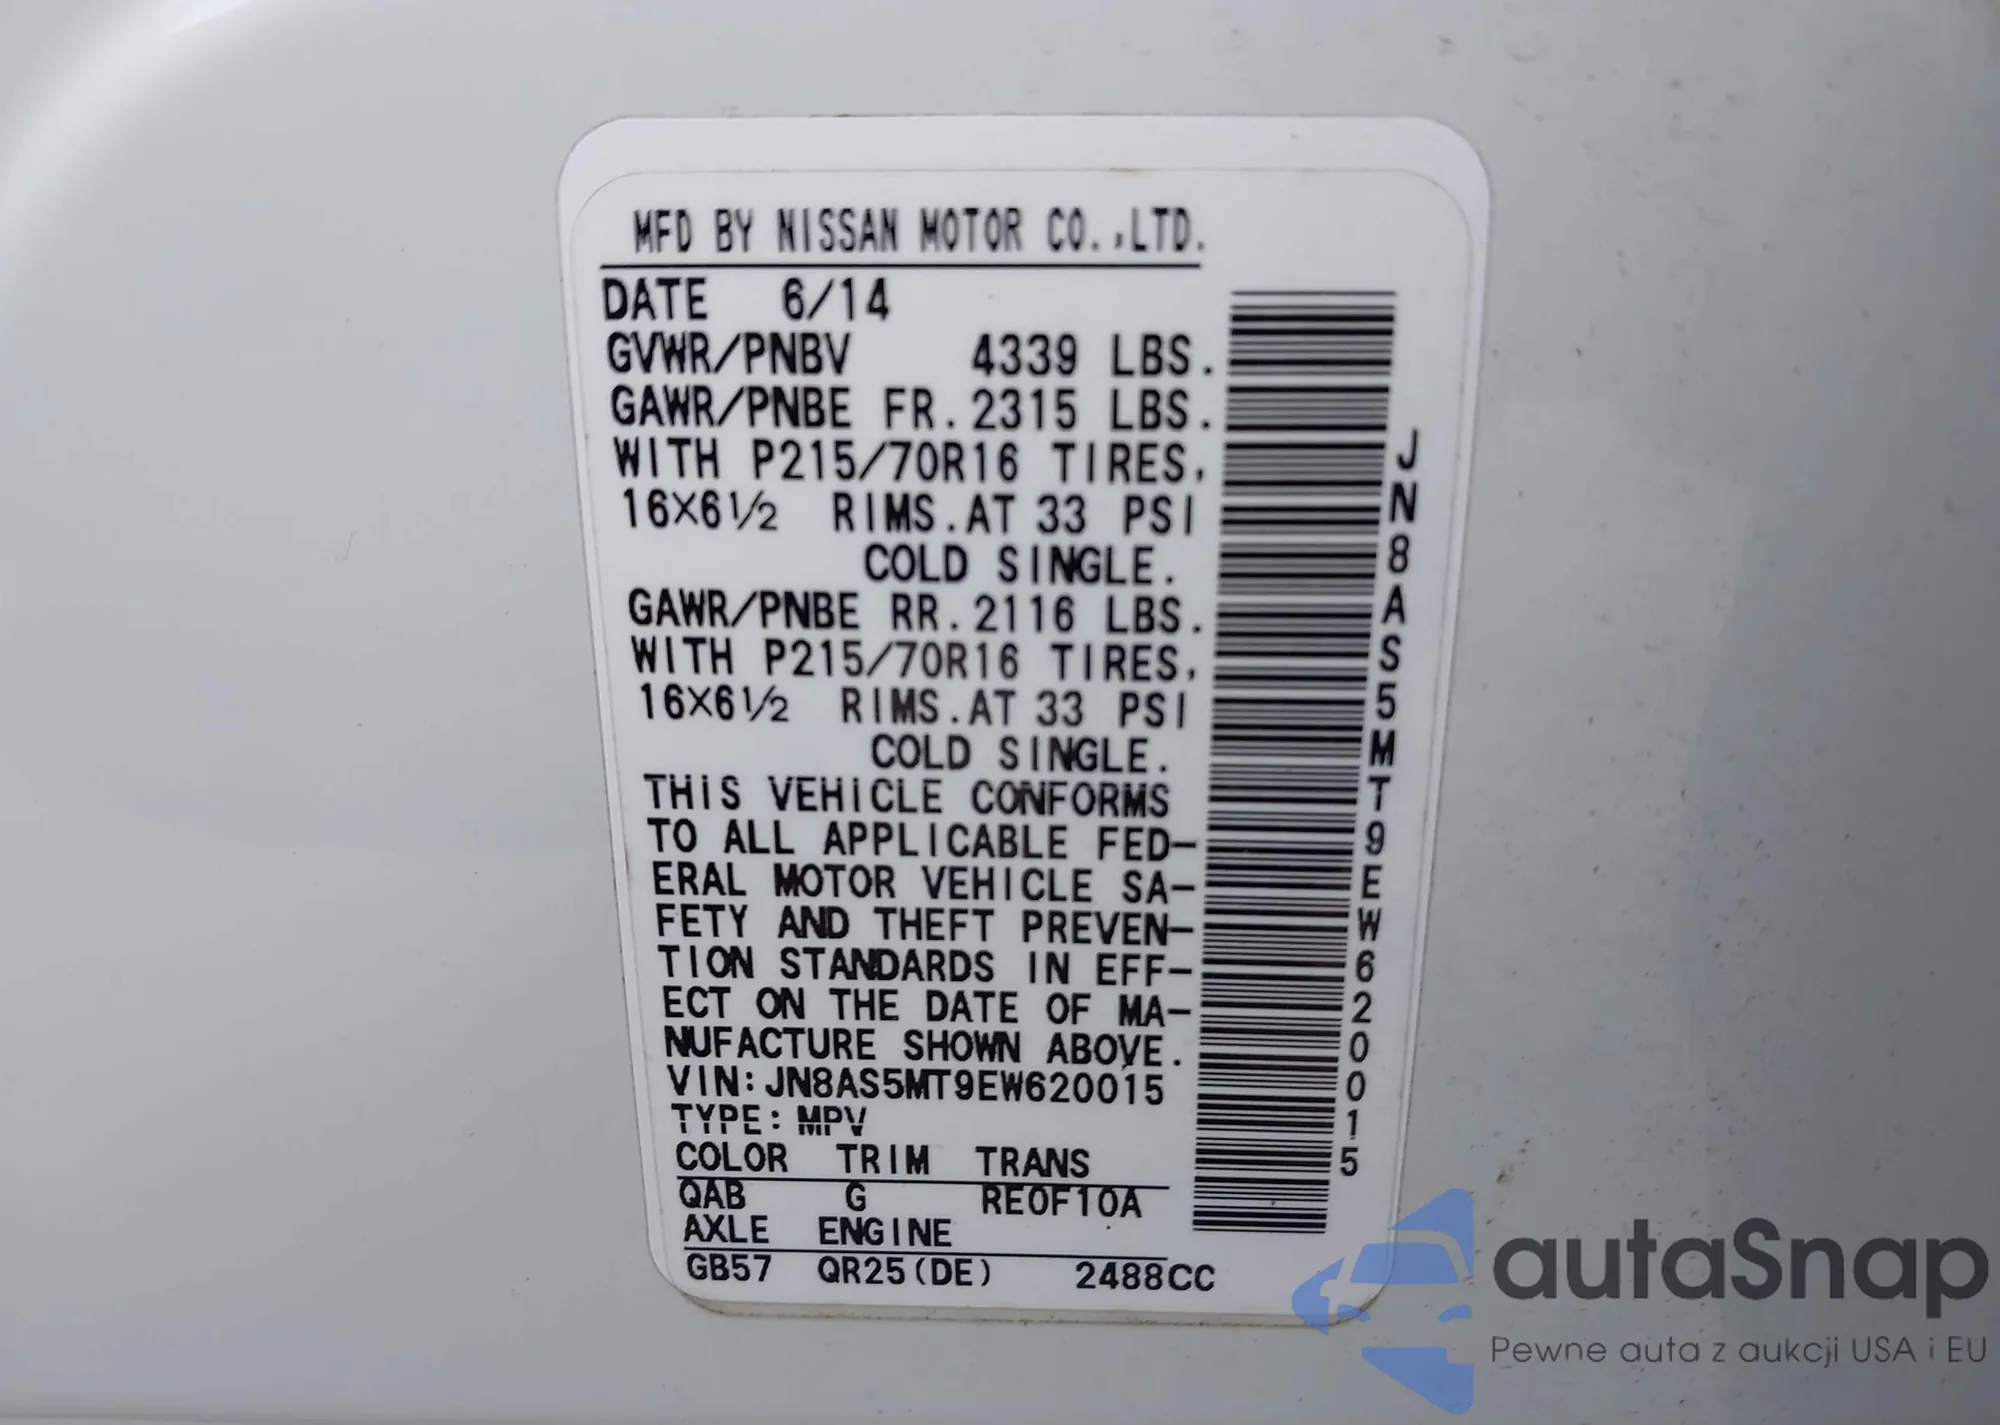 MFD BY NISSAN MOTOR CO.,LTD.
DATE 6/14
GVWR/PNBV 4339 LBS.
GAWR/PNBE FR.2315 LBS.
WITH P215/70R16 TIRES,
16X6½ RIMS.AT 33 PSI
COLD SINGLE.
GAWR/PNBE RR.2116 LBS.
WITH P215/70R16 TIRES,
16X6½ RIMS.AT 33 PSI
COLD SINGLE.
THIS VEHICLE CONFORMS
TO ALL APPLICABLE FED-
ERAL MOTOR VEHICLE SA-
FETY AND THEFT PREVEN-
TION STANDARDS IN EFF-
ECT ON THE DATE OF MA-
NUFACTURE SHOWN ABOVE.
VIN:JN8AS5MT9EW620015
TYPE:MPV
COLOR TRIM TRANS
QAB G RE0F10A
AXLE ENGINE
GB57 QR25(DE) 2488CC
JN8AS5MT9EW620015
autaSnap
Pewne auta z aukcji USA i EU